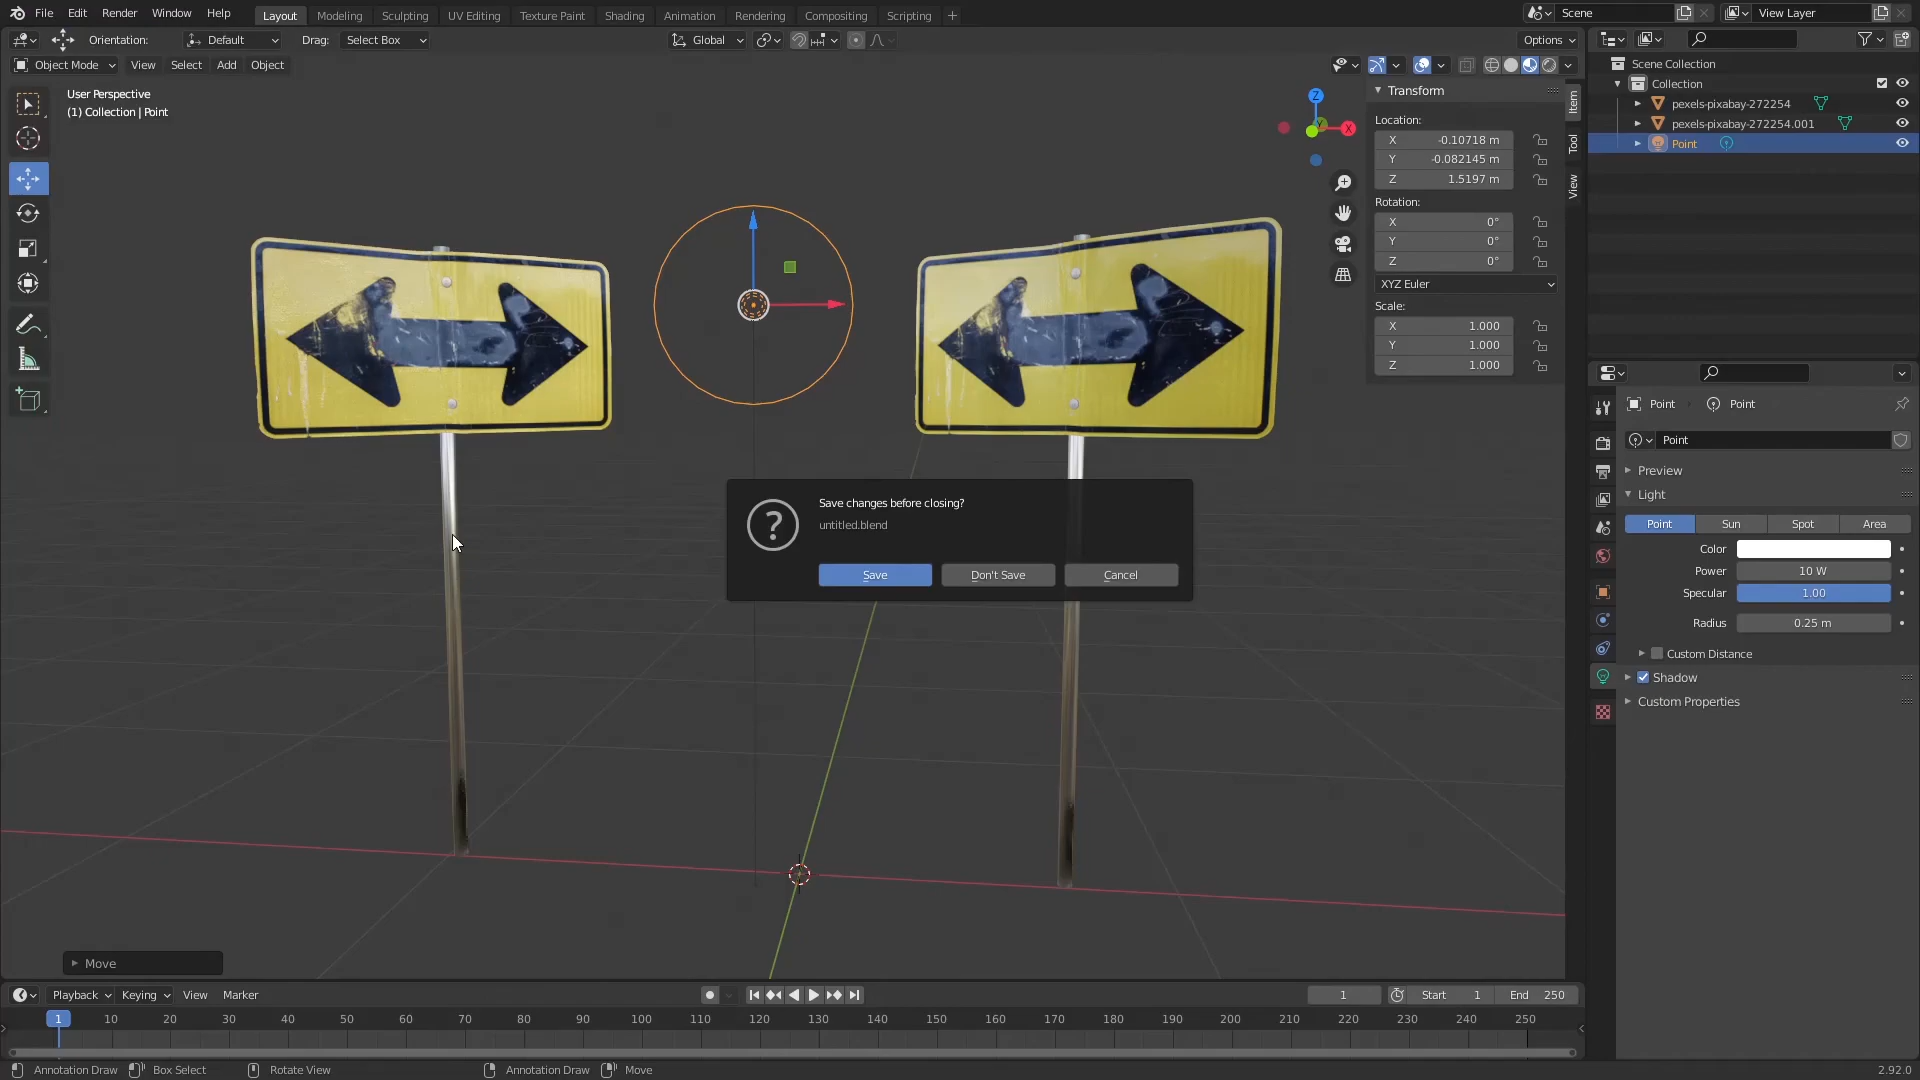 File Edit Render Window Help Layout Modeling Sculpting UV Editing Texture Paint Shading Animation Rendering Compositing Scripting + Scene View Layer
Orientation: Default Drag: Select Box Global Options
Object Mode View Select Add Object
User Perspective
(1) Collection | Point
Z
X
Transform
Location:
X -0.10718 m
Y -0.082145 m
Z 1.5197 m
Rotation:
X 0°
Y 0°
Z 0°
XYZ Euler
Scale:
X 1.000
Y 1.000
Z 1.000
Item
Tool
View
Scene Collection
Collection
pexels-pixabay-272254
pexels-pixabay-272254.001
Point
Point Point
Point
Preview
Light
Point Sun Spot Area
Color
Power 10 W
Specular 1.00
Radius 0.25 m
Custom Distance
Shadow
Custom Properties
Save changes before closing?
untitled.blend
Save Don't Save Cancel
Move
Playback Keying View Marker 1 Start 1 End 250
1 10 20 30 40 50 60 70 80 90 100 110 120 130 140 150 160 170 180 190 200 210 220 230 240 250
Annotation Draw Box Select Rotate View Annotation Draw Move 2.92.0